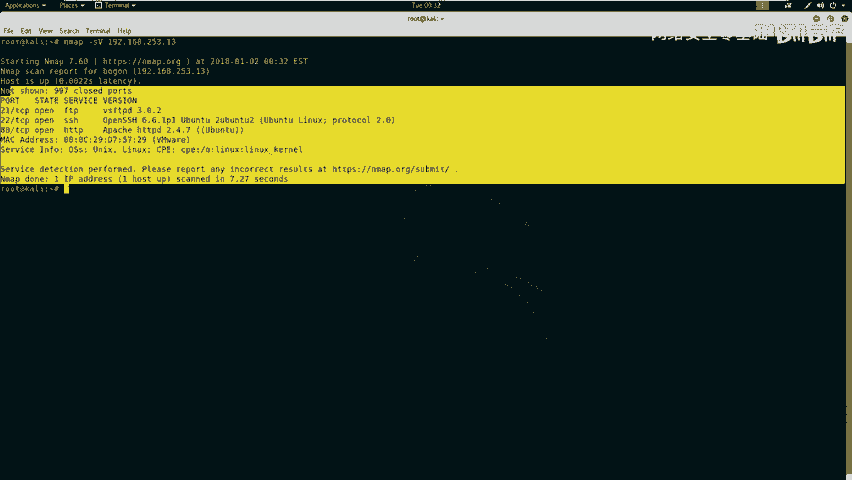 Applications Places Terminal Tue 00:32
root@kali: ~
File Edit View Search Terminal Help
root@kali:~# nmap -sV 192.168.253.13
Starting Nmap 7.60 ( https://nmap.org ) at 2018-01-02 00:32 EST
Nmap scan report for bogon (192.168.253.13)
Host is up (0.0022s latency).
Not shown: 997 closed ports
PORT STATE SERVICE VERSION
21/tcp open ftp vsftpd 3.0.2
22/tcp open ssh OpenSSH 6.6.1p1 Ubuntu 2ubuntu2 (Ubuntu Linux; protocol 2.0)
80/tcp open http Apache httpd 2.4.7 ((Ubuntu))
MAC Address: 00:0C:29:D7:57:29 (VMware)
Service Info: OSs: Unix, Linux; CPE: cpe:/o:linux:linux_kernel
Service detection performed. Please report any incorrect results at https://nmap.org/submit/ .
Nmap done: 1 IP address (1 host up) scanned in 7.27 seconds
root@kali:~#